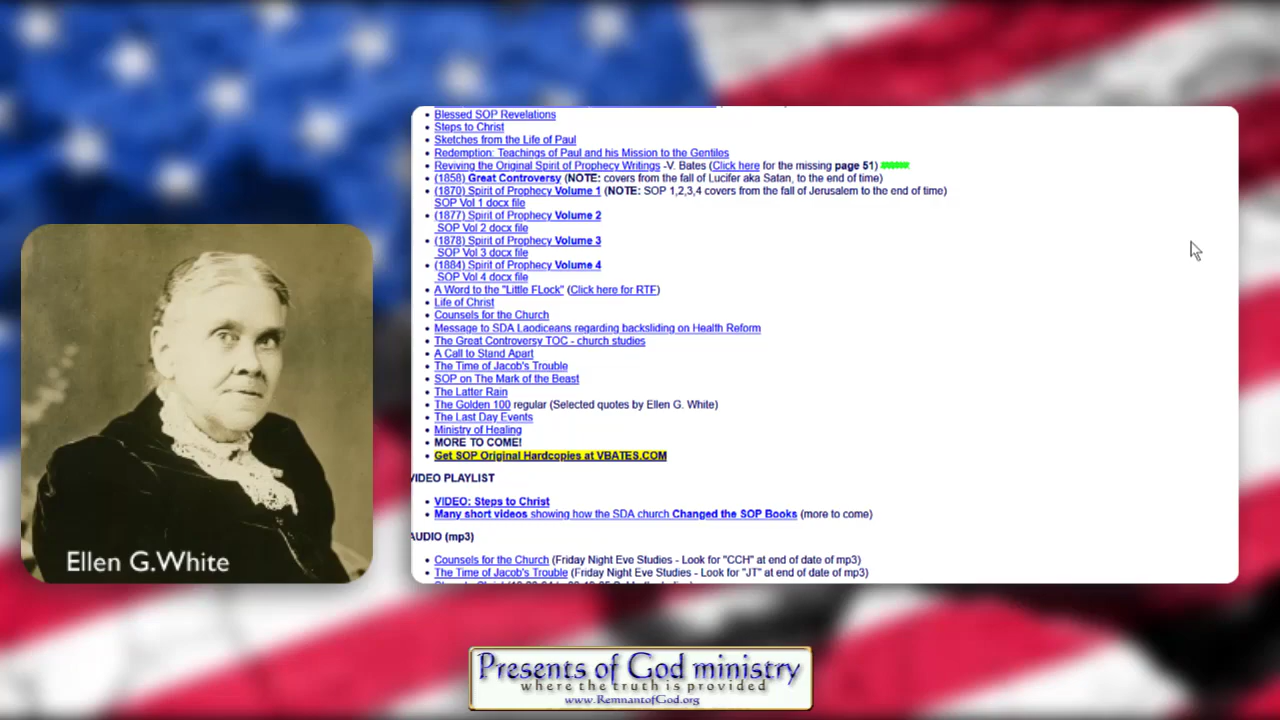 Blessed SOP Revelations
Steps to Christ
Sketches from the Life of Paul
Redemption: Teachings of Paul and his Mission to the Gentiles
Reviving the Original Spirit of Prophecy Writings -V. Bates (Click here for the missing page 51)
(1858) Great Controversy (NOTE: covers from the fall of Lucifer aka Satan, to the end of time)
(1870) Spirit of Prophecy Volume 1 (NOTE: SOP 1,2,3,4 covers from the fall of Jerusalem to the end of time)
SOP Vol 1 docx file
(1877) Spirit of Prophecy Volume 2
SOP Vol 2 docx file
(1878) Spirit of Prophecy Volume 3
SOP Vol 3 docx file
(1884) Spirit of Prophecy Volume 4
SOP Vol 4 docx file
A Word to the "Little FLock" (Click here for RTF)
Life of Christ
Counsels for the Church
Message to SDA Laodiceans regarding backsliding on Health Reform
The Great Controversy TOC - church studies
A Call to Stand Apart
The Time of Jacob's Trouble
SOP on The Mark of the Beast
The Latter Rain
The Golden 100 regular (Selected quotes by Ellen G. White)
The Last Day Events
Ministry of Healing
MORE TO COME!
Get SOP Original Hardcopies at VBATES.COM
VIDEO PLAYLIST
VIDEO: Steps to Christ
Many short videos showing how the SDA church Changed the SOP Books (more to come)
AUDIO (mp3)
Counsels for the Church (Friday Night Eve Studies - Look for "CCH" at end of date of mp3)
The Time of Jacob's Trouble (Friday Night Eve Studies - Look for "JT" at end of date of mp3)
Ellen G.White
Presents of God ministry
where the truth is provided
www.RemnantofGod.org